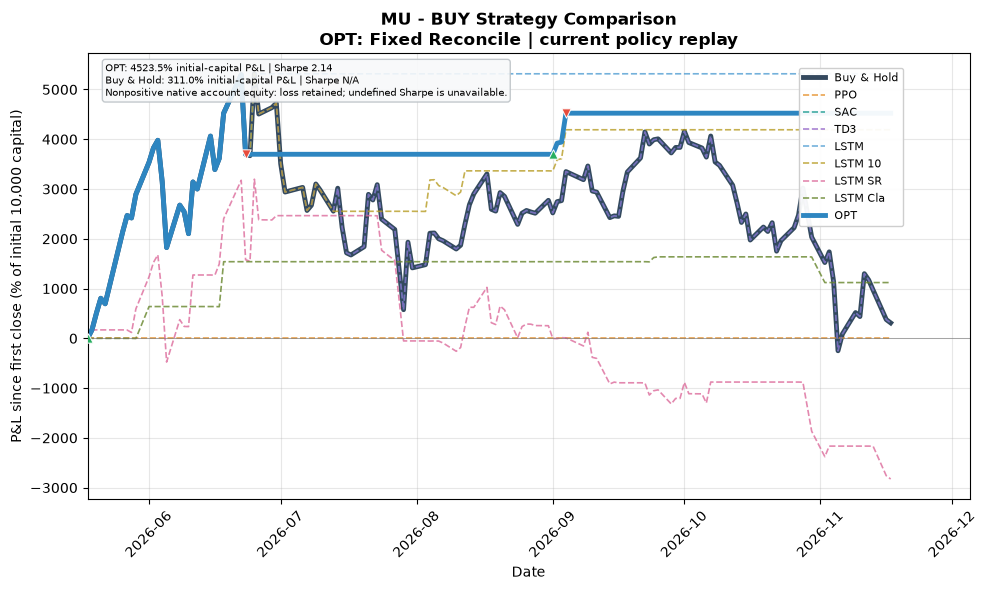 MU - BUY Strategy Comparison
OPT: Fixed Reconcile | current policy replay
OPT: 4523.5% initial-capital P&L | Sharpe 2.14
Buy & Hold: 311.0% initial-capital P&L | Sharpe N/A
Nonpositive native account equity: loss retained; undefined Sharpe is unavailable.
Buy & Hold
PPO
SAC
TD3
LSTM
LSTM 10
LSTM SR
LSTM Cla
OPT
P&L since first close (% of initial 10,000 capital)
5000
4000
3000
2000
1000
0
−1000
−2000
−3000
2026-06
2026-07
2026-08
2026-09
2026-10
2026-11
2026-12
Date